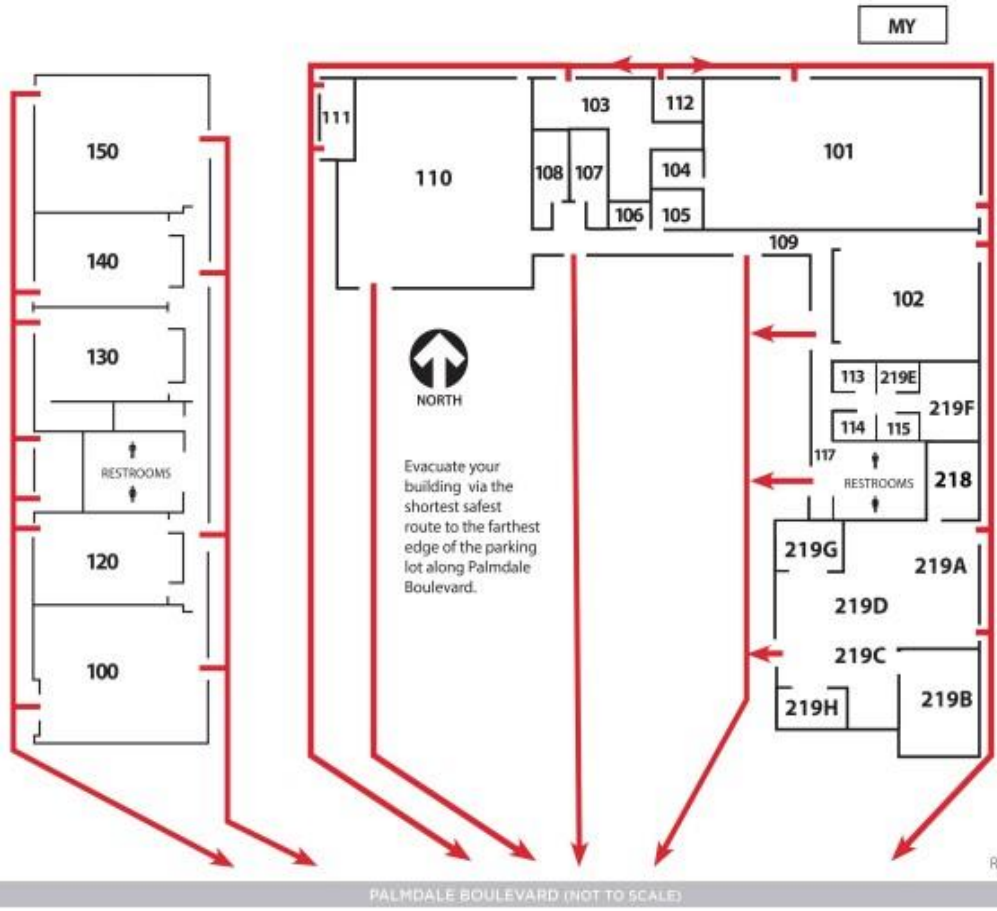 MY
150
111
103
112
101
110
108
107
104
106
105
109
140
102
130
NORTH
113
219E
219F
114
115
117
RESTROOMS
RESTROOMS
218
Evacuate your
building via the
shortest safest
route to the farthest
edge of the parking
lot along Palmdale
Boulevard.
120
219G
219A
219D
219C
100
219H
219B
R
PALMDALE BOULEVARD (NOT TO SCALE)